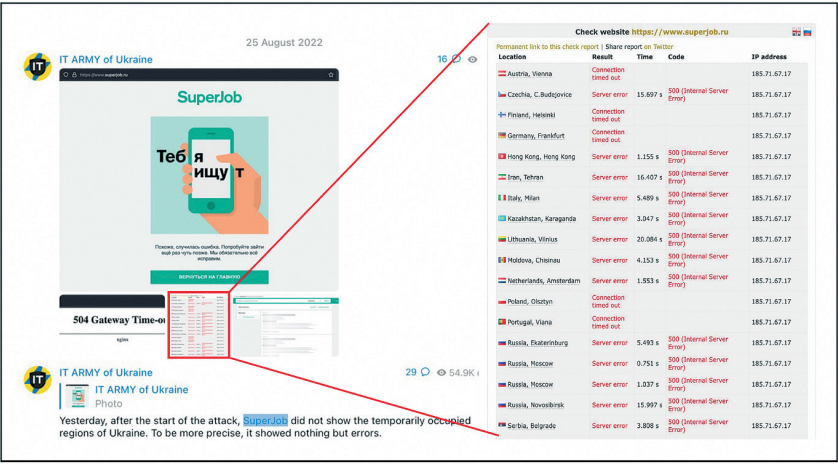 25 August 2022
IT ARMY of Ukraine
16
https://www.superjob.ru
SuperJob
Тебя
ищут
Похоже, случилась ошибка. Попробуйте зайти
ещё раз чуть позже. Мы обязательно всё
исправим.
ВЕРНУТЬСЯ НА ГЛАВНУЮ
504 Gateway Time-ou
nginx
IT ARMY of Ukraine
29
54.9K
IT ARMY of Ukraine
Photo
Yesterday, after the start of the attack, SuperJob did not show the temporarily occupied
regions of Ukraine. To be more precise, it showed nothing but errors.
Check website https://www.superjob.ru
Permanent link to this check report | Share report on Twitter
Location Result Time Code IP address
Austria, Vienna Connection timed out 185.71.67.17
Czechia, C.Budejovice Server error 15.697 s 500 (Internal Server Error) 185.71.67.17
Finland, Helsinki Connection timed out 185.71.67.17
Germany, Frankfurt Connection timed out 185.71.67.17
Hong Kong, Hong Kong Server error 1.155 s 500 (Internal Server Error) 185.71.67.17
Iran, Tehran Server error 16.407 s 500 (Internal Server Error) 185.71.67.17
Italy, Milan Server error 5.489 s 500 (Internal Server Error) 185.71.67.17
Kazakhstan, Karaganda Server error 3.047 s 500 (Internal Server Error) 185.71.67.17
Lithuania, Vilnius Server error 20.084 s 500 (Internal Server Error) 185.71.67.17
Moldova, Chisinau Server error 4.153 s 500 (Internal Server Error) 185.71.67.17
Netherlands, Amsterdam Server error 1.553 s 500 (Internal Server Error) 185.71.67.17
Poland, Olsztyn Connection timed out 185.71.67.17
Portugal, Viana Connection timed out 185.71.67.17
Russia, Ekaterinburg Server error 5.493 s 500 (Internal Server Error) 185.71.67.17
Russia, Moscow Server error 0.751 s 500 (Internal Server Error) 185.71.67.17
Russia, Moscow Server error 1.037 s 500 (Internal Server Error) 185.71.67.17
Russia, Novosibirsk Server error 15.997 s 500 (Internal Server Error) 185.71.67.17
Serbia, Belgrade Server error 3.808 s 500 (Internal Server Error) 185.71.67.17